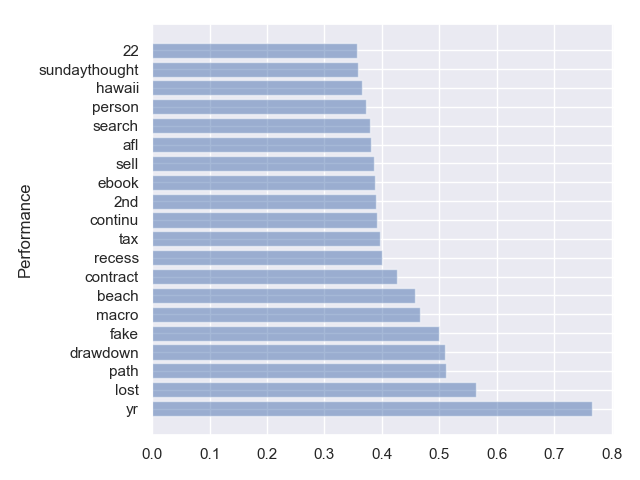 22
sundaythought
hawaii
person
search
afl
sell
ebook
2nd
continu
tax
recess
contract
beach
macro
fake
drawdown
path
lost
yr
Performance
0.0 0.1 0.2 0.3 0.4 0.5 0.6 0.7 0.8